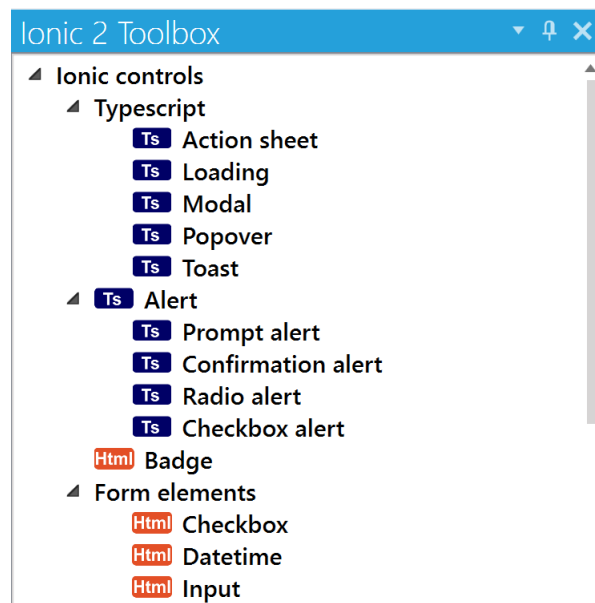 Ionic 2 Toolbox
Ionic controls
Typescript
Ts Action sheet
Ts Loading
Ts Modal
Ts Popover
Ts Toast
Ts Alert
Ts Prompt alert
Ts Confirmation alert
Ts Radio alert
Ts Checkbox alert
Html Badge
Form elements
Html Checkbox
Html Datetime
Html Input